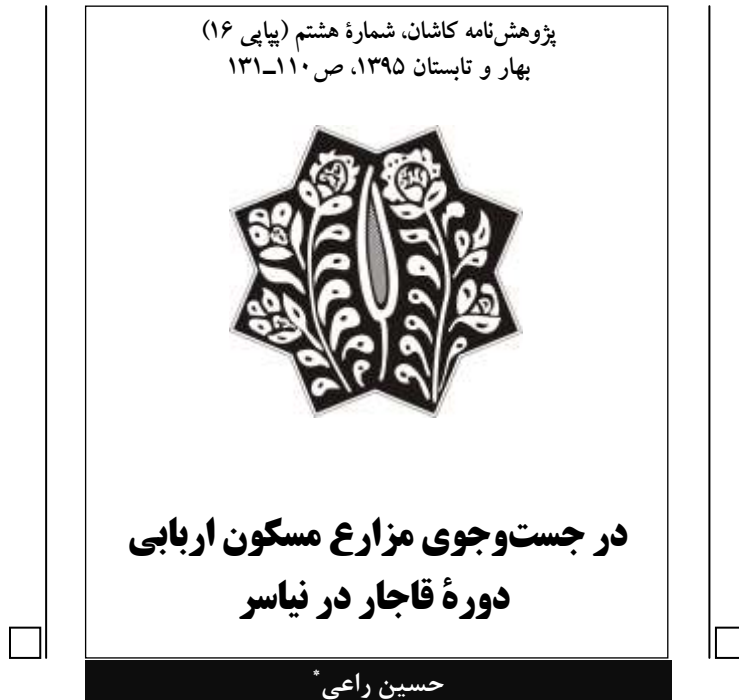 پژوهش‌نامه کاشان، شمارهٔ هشتم (پیاپی ۱۶)
بهار و تابستان ۱۳۹۵، ص۱۱۰ـ۱۳۱
در جست‌وجوی مزارع مسکون اربابی
دورهٔ قاجار در نیاسر
حسین راعی*